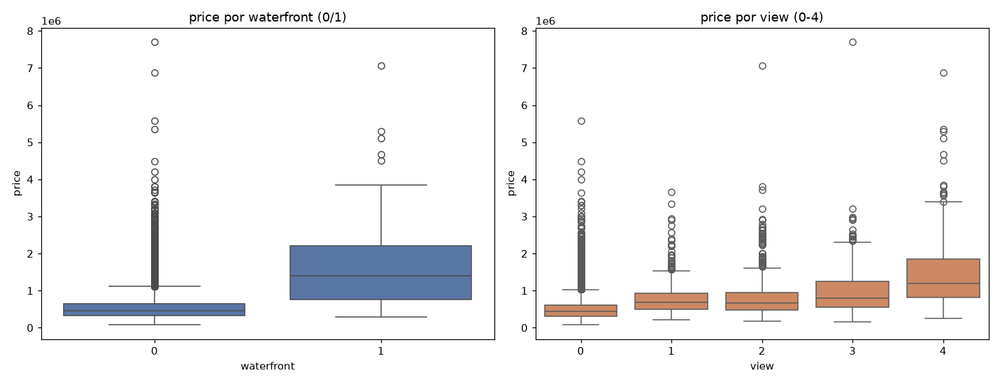 price por waterfront (0/1)
1e6
8
7
6
5
4
3
2
1
0
price
0 1
waterfront
price por view (0-4)
1e6
8
7
6
5
4
3
2
1
0
price
0 1 2 3 4
view